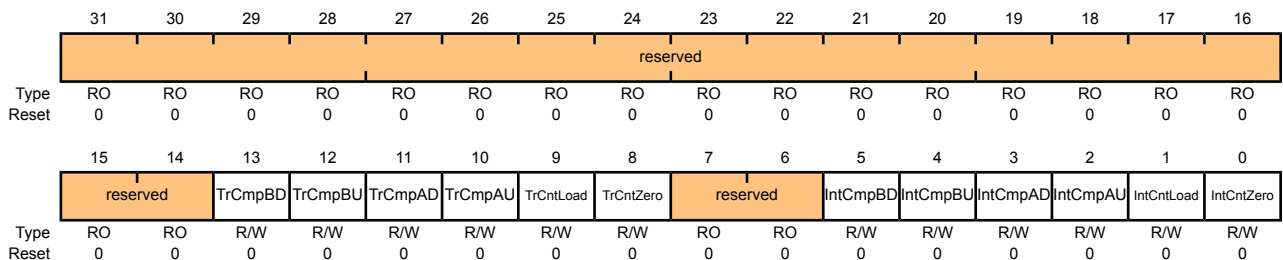 31 30 29 28 27 26 25 24 23 22 21 20 19 18 17 16
reserved
Type RO RO RO RO RO RO RO RO RO RO RO RO RO RO RO RO
Reset 0 0 0 0 0 0 0 0 0 0 0 0 0 0 0 0
15 14 13 12 11 10 9 8 7 6 5 4 3 2 1 0
reserved TrCmpBD TrCmpBU TrCmpAD TrCmpAU TrCntLoad TrCntZero reserved IntCmpBD IntCmpBU IntCmpAD IntCmpAU IntCntLoad IntCntZero
Type RO RO R/W R/W R/W R/W R/W R/W RO RO R/W R/W R/W R/W R/W R/W
Reset 0 0 0 0 0 0 0 0 0 0 0 0 0 0 0 0